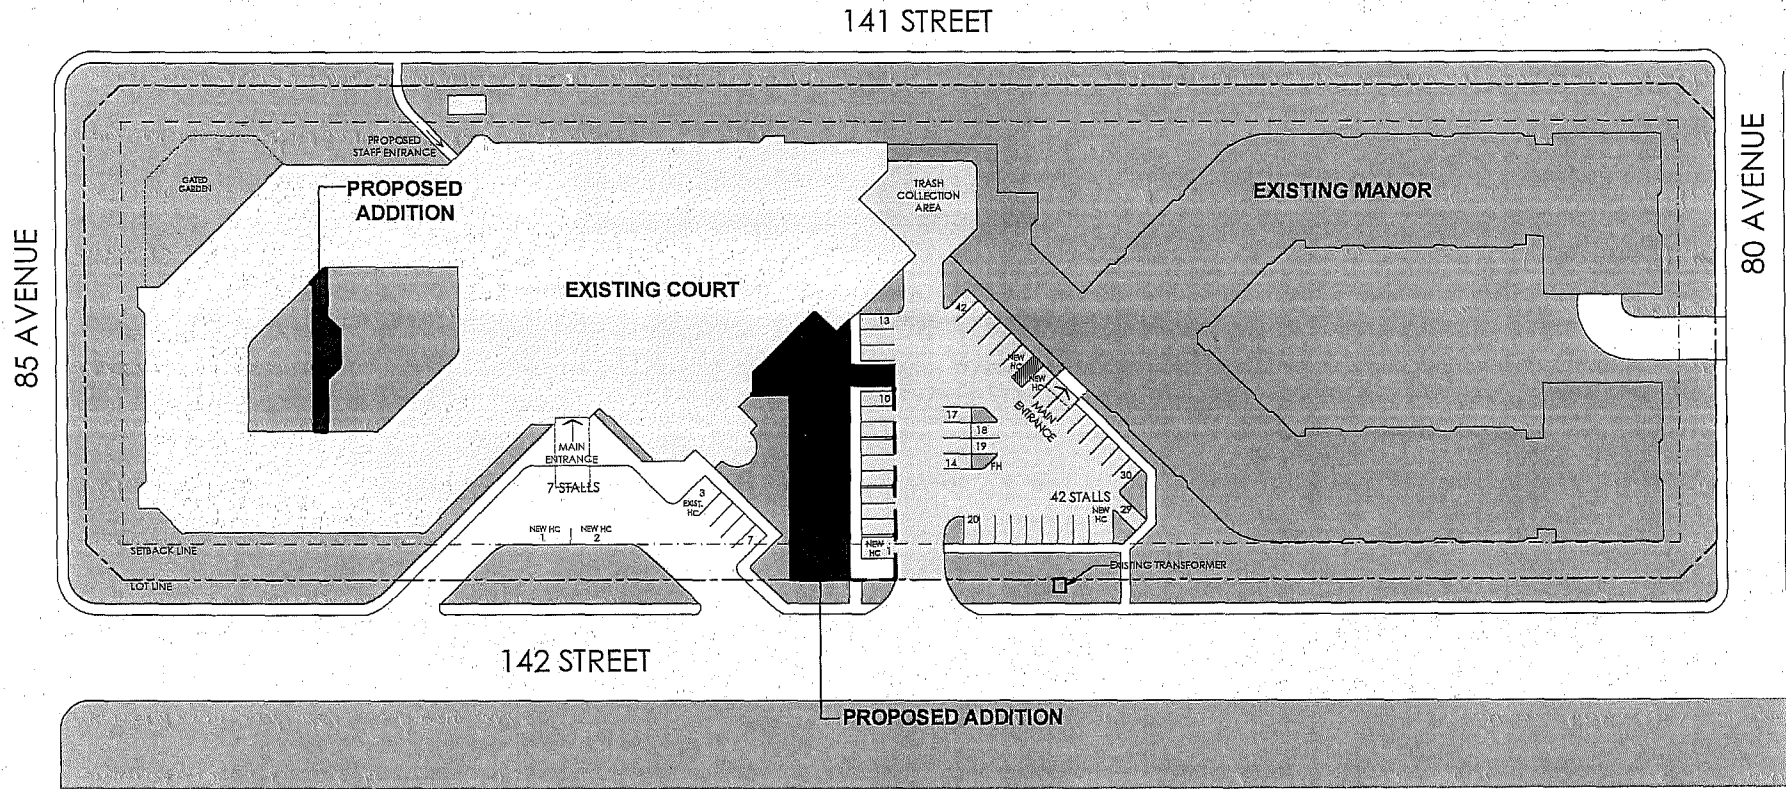 141 STREET
85 AVENUE
80 AVENUE
PROPOSED
STAFF ENTRANCE
GATED
GARDEN
PROPOSED
ADDITION
TRASH
COLLECTION
AREA
EXISTING MANOR
EXISTING COURT
42
13
NEW
HC
NEW
HC
MAIN
ENTRANCE
10
17
18
19
14
FH
MAIN
ENTRANCE
7 STALLS
3
EXIST.
HC
30
42 STALLS
NEW
HC
29
20
NEW HC
1
NEW HC
2
7
NEW
HC 1
SETBACK LINE
LOT LINE
EXISTING TRANSFORMER
142 STREET
PROPOSED ADDITION